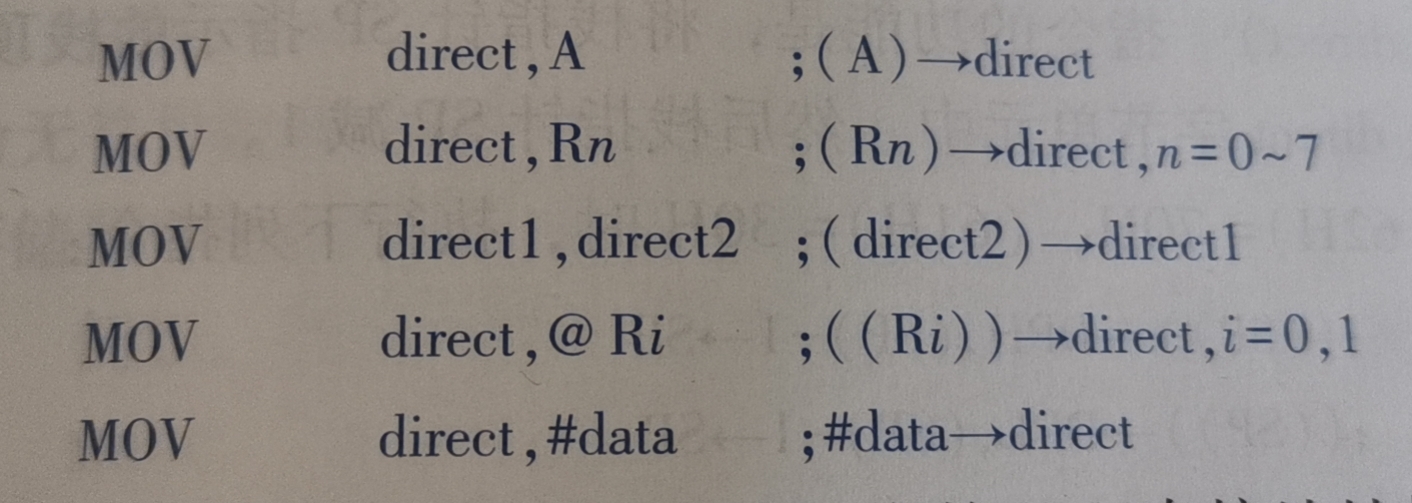 MOV direct,A ;(A)→direct
MOV direct,Rn ;(Rn)→direct,n=0~7
MOV direct1,direct2 ;(direct2)→direct1
MOV direct,@Ri ;((Ri))→direct,i=0,1
MOV direct,#data ;#data→direct